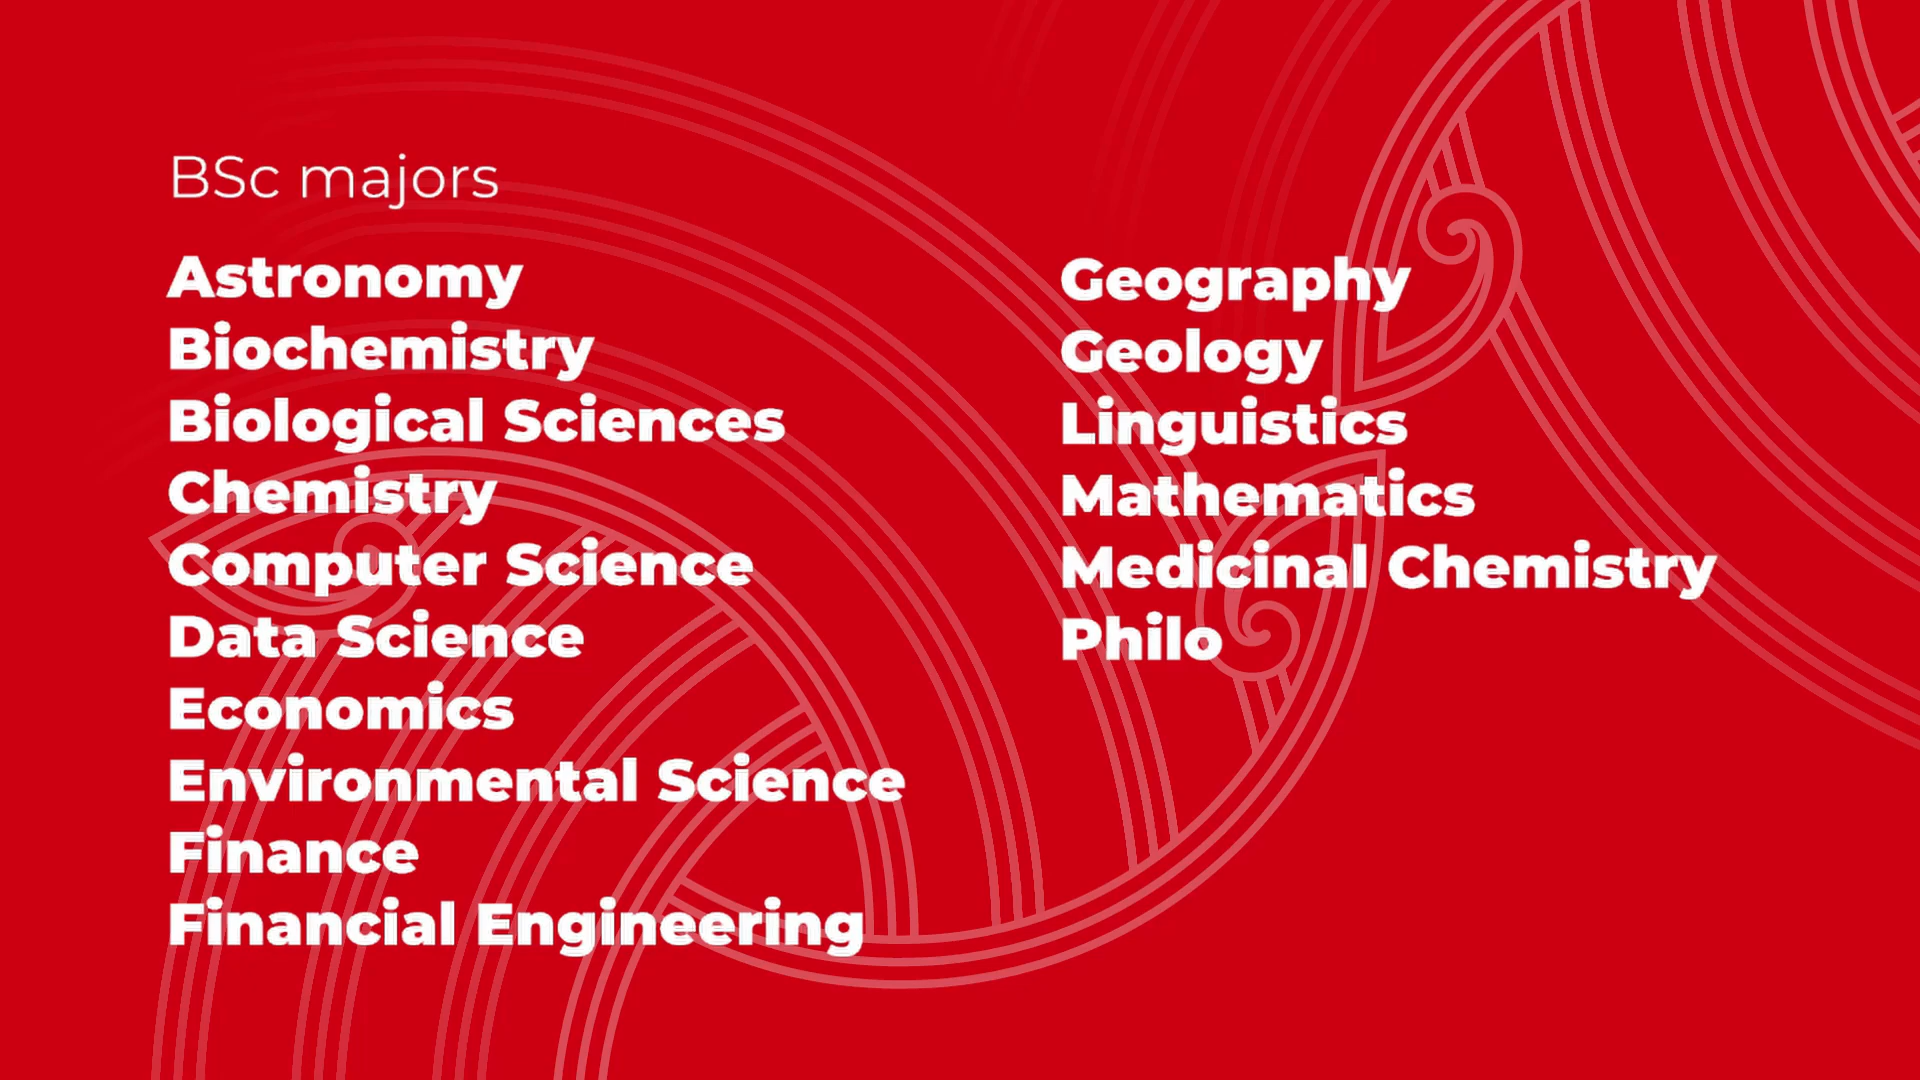 BSc majors
Astronomy
Biochemistry
Biological Sciences
Chemistry
Computer Science
Data Science
Economics
Environmental Science
Finance
Financial Engineering
Geography
Geology
Linguistics
Mathematics
Medicinal Chemistry
Philo